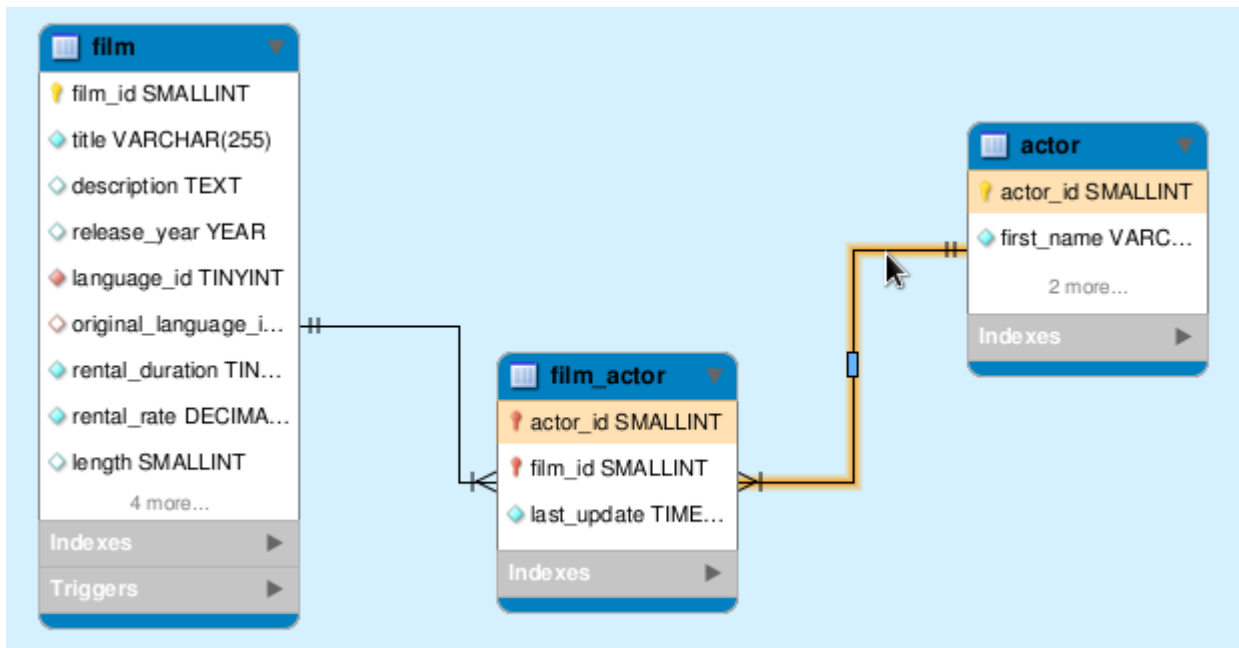 film
film_id SMALLINT
title VARCHAR(255)
description TEXT
release_year YEAR
language_id TINYINT
original_language_i...
rental_duration TIN...
rental_rate DECIMA...
length SMALLINT
4 more...
Indexes
Triggers
film_actor
actor_id SMALLINT
film_id SMALLINT
last_update TIME...
Indexes
actor
actor_id SMALLINT
first_name VARC...
2 more...
Indexes